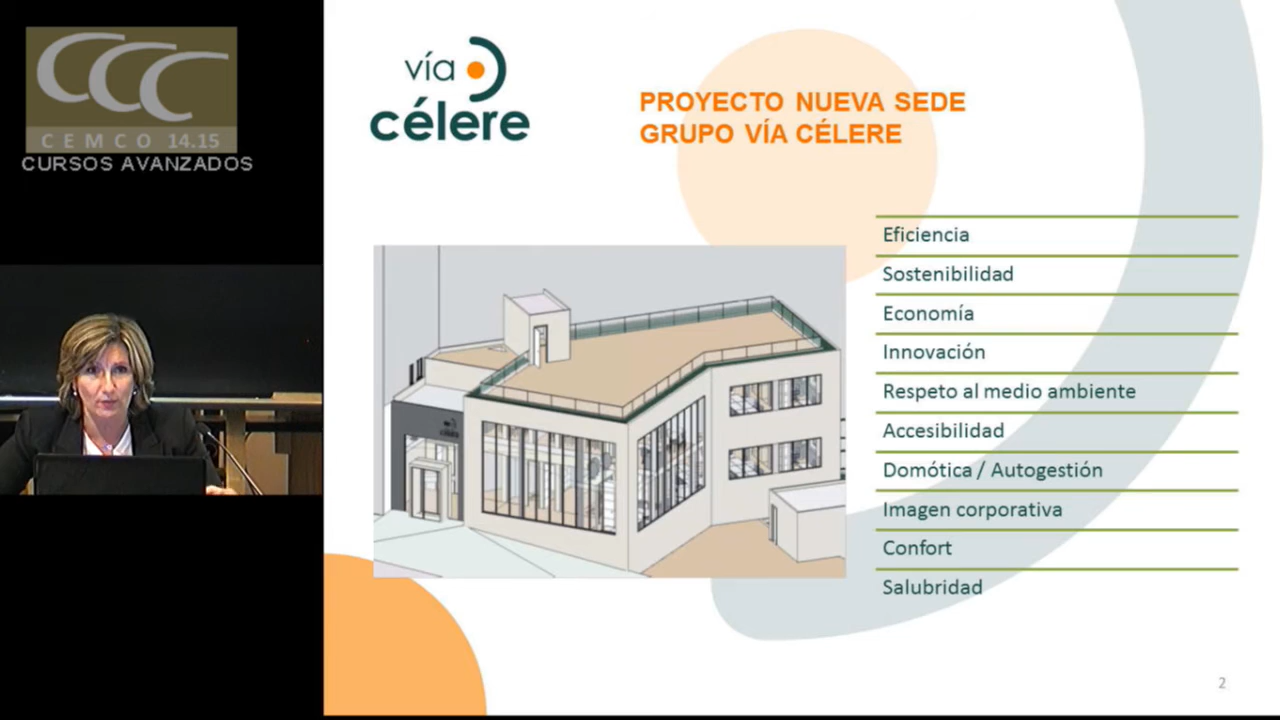 CCC
CEMCO 14.15
CURSOS AVANZADOS
vía
célere
PROYECTO NUEVA SEDE
GRUPO VÍA CÉLERE
célere
Eficiencia
Sostenibilidad
Economía
Innovación
Respeto al medio ambiente
Accesibilidad
Domótica / Autogestión
Imagen corporativa
Confort
Salubridad
2